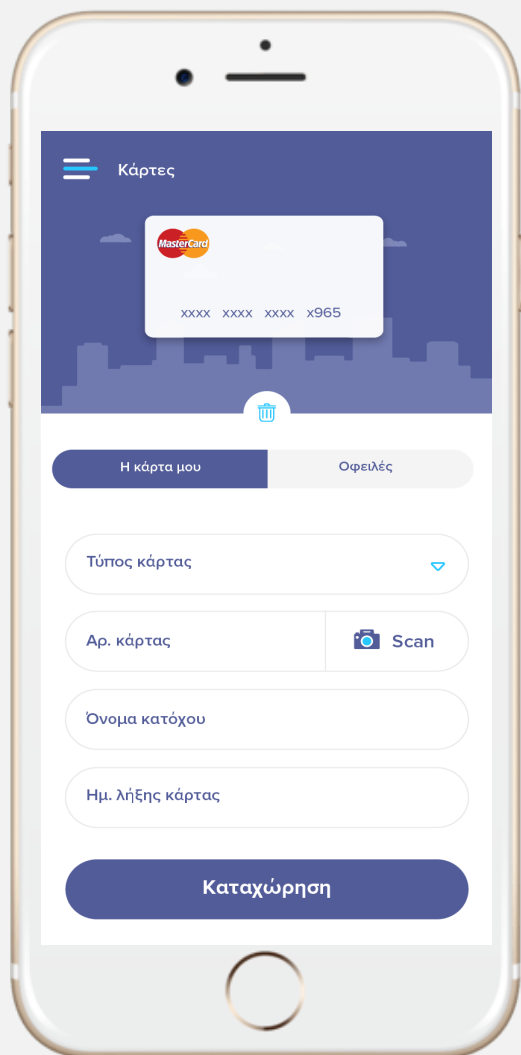 Κάρτες
MasterCard
xxxx xxxx xxxx x965
Η κάρτα μου
Οφειλές
Τύπος κάρτας
Αρ. κάρτας
Scan
Όνομα κατόχου
Ημ. λήξης κάρτας
Καταχώρηση